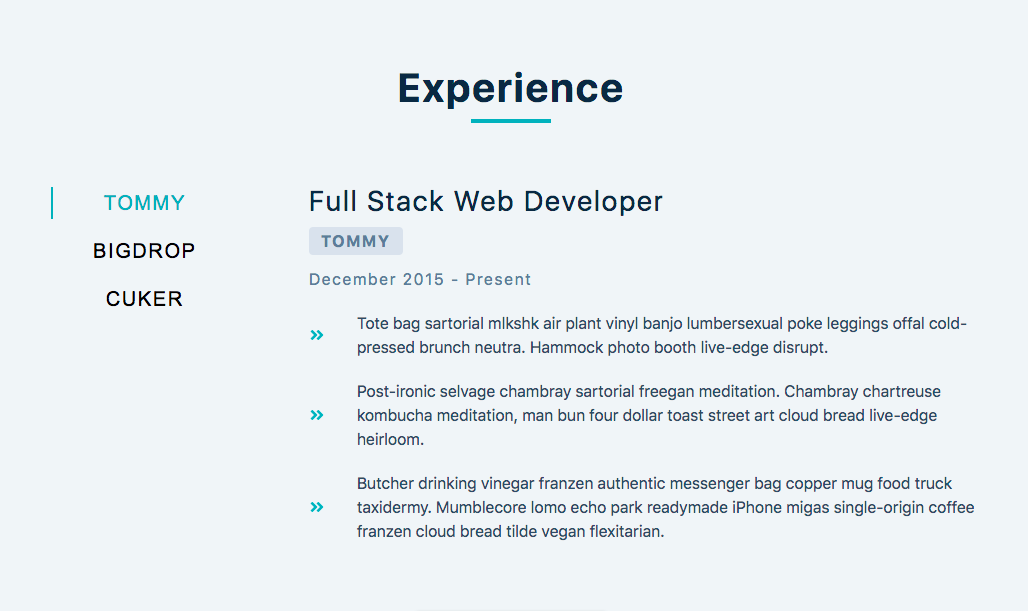 Experience
TOMMY
BIGDROP
CUKER
Full Stack Web Developer
TOMMY
December 2015 - Present
Tote bag sartorial mlkshk air plant vinyl banjo lumbersexual poke leggings offal cold-
pressed brunch neutra. Hammock photo booth live-edge disrupt.
Post-ironic selvage chambray sartorial freegan meditation. Chambray chartreuse
kombucha meditation, man bun four dollar toast street art cloud bread live-edge
heirloom.
Butcher drinking vinegar franzen authentic messenger bag copper mug food truck
taxidermy. Mumblecore lomo echo park readymade iPhone migas single-origin coffee
franzen cloud bread tilde vegan flexitarian.